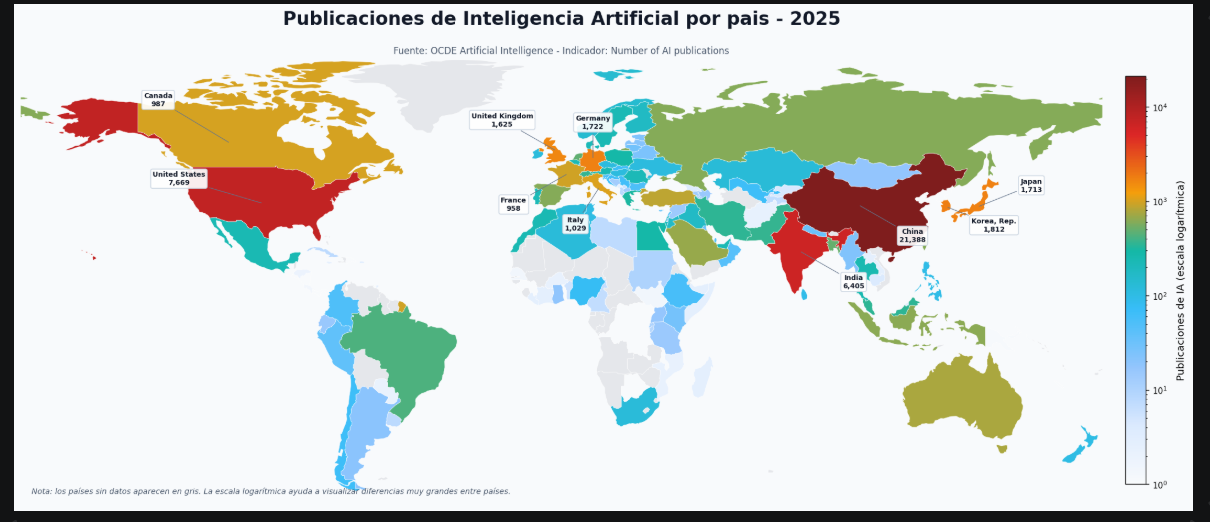 Publicaciones de Inteligencia Artificial por pais - 2025
Fuente: OCDE Artificial Intelligence - Indicador: Number of AI publications
Canada
987
United Kingdom
1,625
Germany
1,722
United States
7,669
France
958
Italy
1,029
Japan
1,713
Korea, Rep.
1,812
China
21,388
India
6,405
10⁴
10³
10²
10¹
10⁰
Publicaciones de IA (escala logarítmica)
Nota: los países sin datos aparecen en gris. La escala logarítmica ayuda a visualizar diferencias muy grandes entre países.